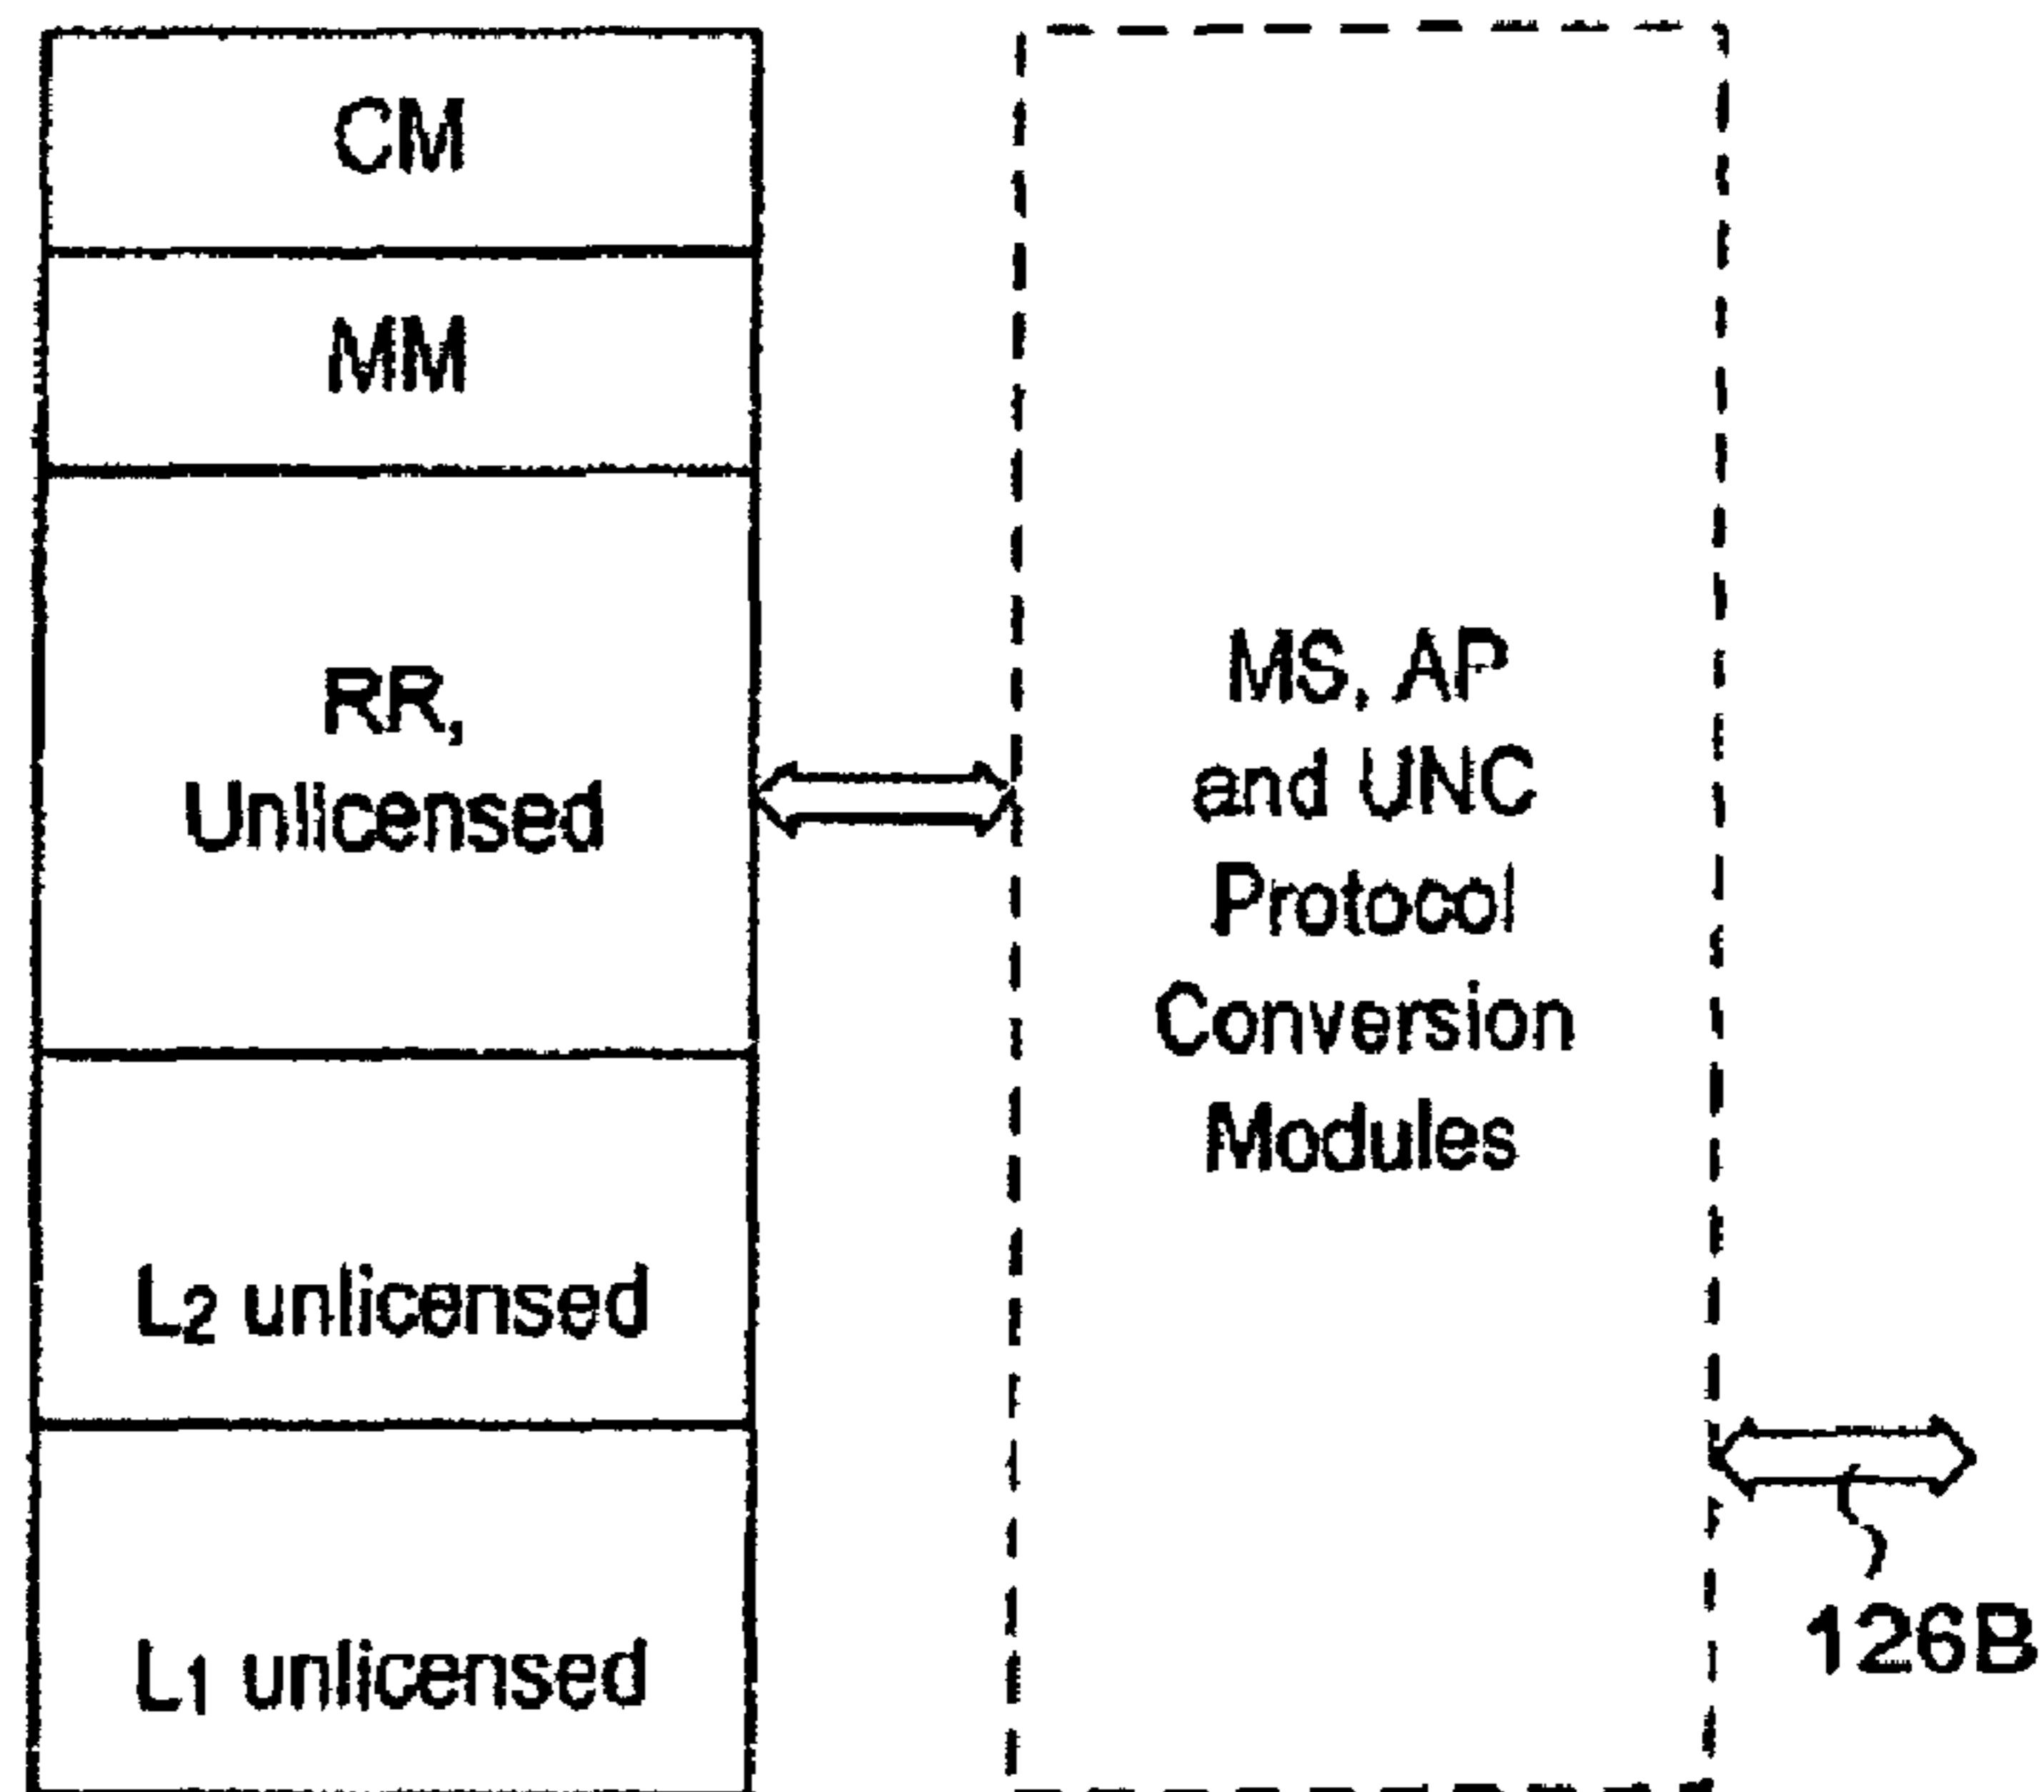 CM
MM
RR,
Unlicensed
L2 unlicensed
L1 unlicensed
MS, AP
and UNC
Protocol
Conversion
Modules
126B